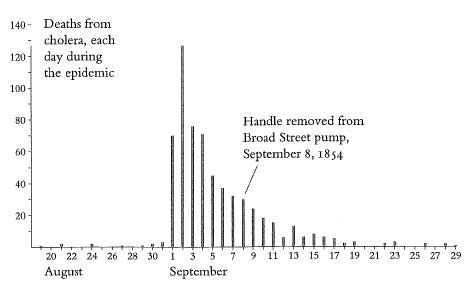 140
Deaths from
cholera, each
day during
the epidemic
120
100
80
60
40
20
Handle removed from
Broad Street pump,
September 8, 1854
20 22 24 26 28 30 1 3 5 7 9 11 13 15 17 19 21 23 25 27 29
August September